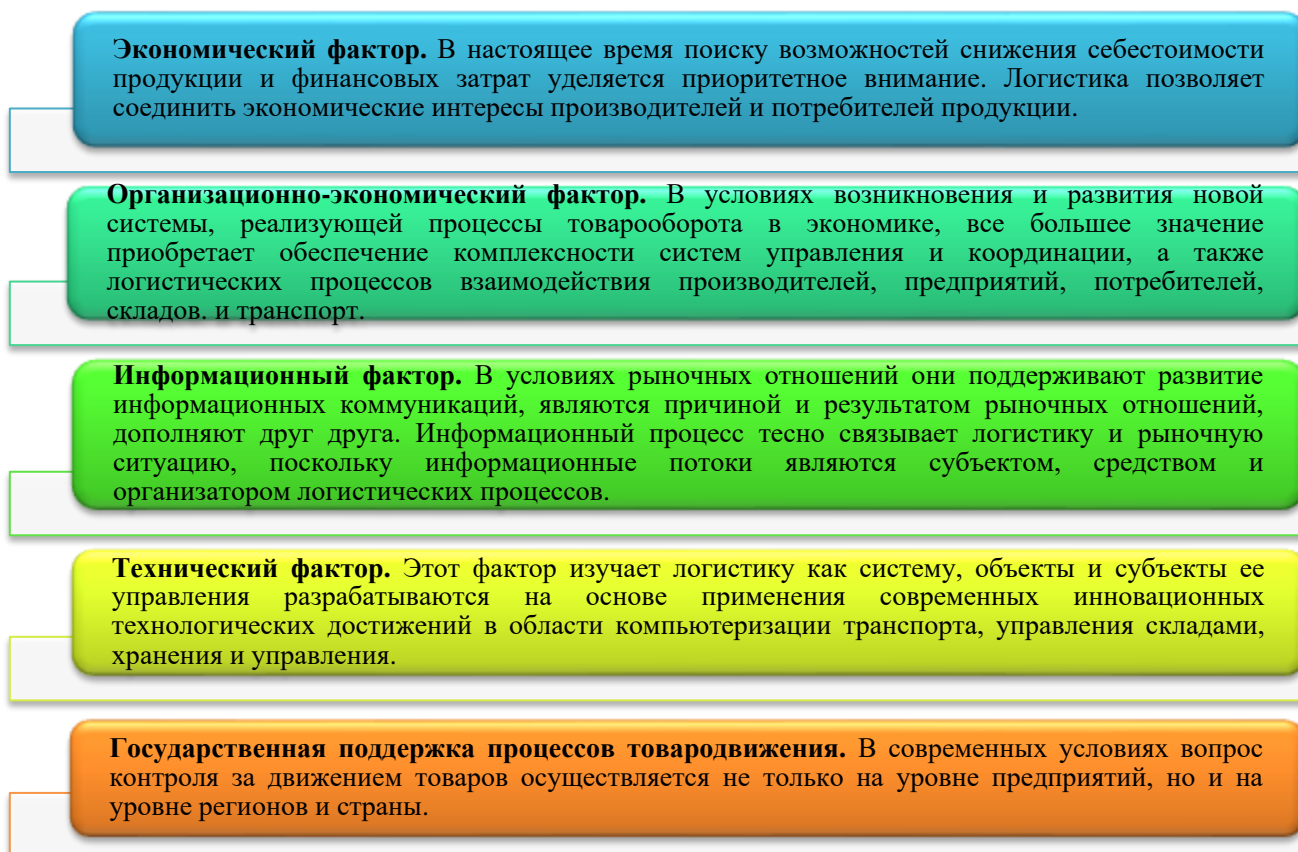 Экономический фактор. В настоящее время поиску возможностей снижения себестоимости
продукции и финансовых затрат уделяется приоритетное внимание. Логистика позволяет
соединить экономические интересы производителей и потребителей продукции.
Организационно-экономический фактор. В условиях возникновения и развития новой
системы, реализующей процессы товарооборота в экономике, все большее значение
приобретает обеспечение комплексности систем управления и координации, а также
логистических процессов взаимодействия производителей, предприятий, потребителей,
складов. и транспорт.
Информационный фактор. В условиях рыночных отношений они поддерживают развитие
информационных коммуникаций, являются причиной и результатом рыночных отношений,
дополняют друг друга. Информационный процесс тесно связывает логистику и рыночную
ситуацию, поскольку информационные потоки являются субъектом, средством и
организатором логистических процессов.
Технический фактор. Этот фактор изучает логистику как систему, объекты и субъекты ее
управления разрабатываются на основе применения современных инновационных
технологических достижений в области компьютеризации транспорта, управления складами,
хранения и управления.
Государственная поддержка процессов товародвижения. В современных условиях вопрос
контроля за движением товаров осуществляется не только на уровне предприятий, но и на
уровне регионов и страны.